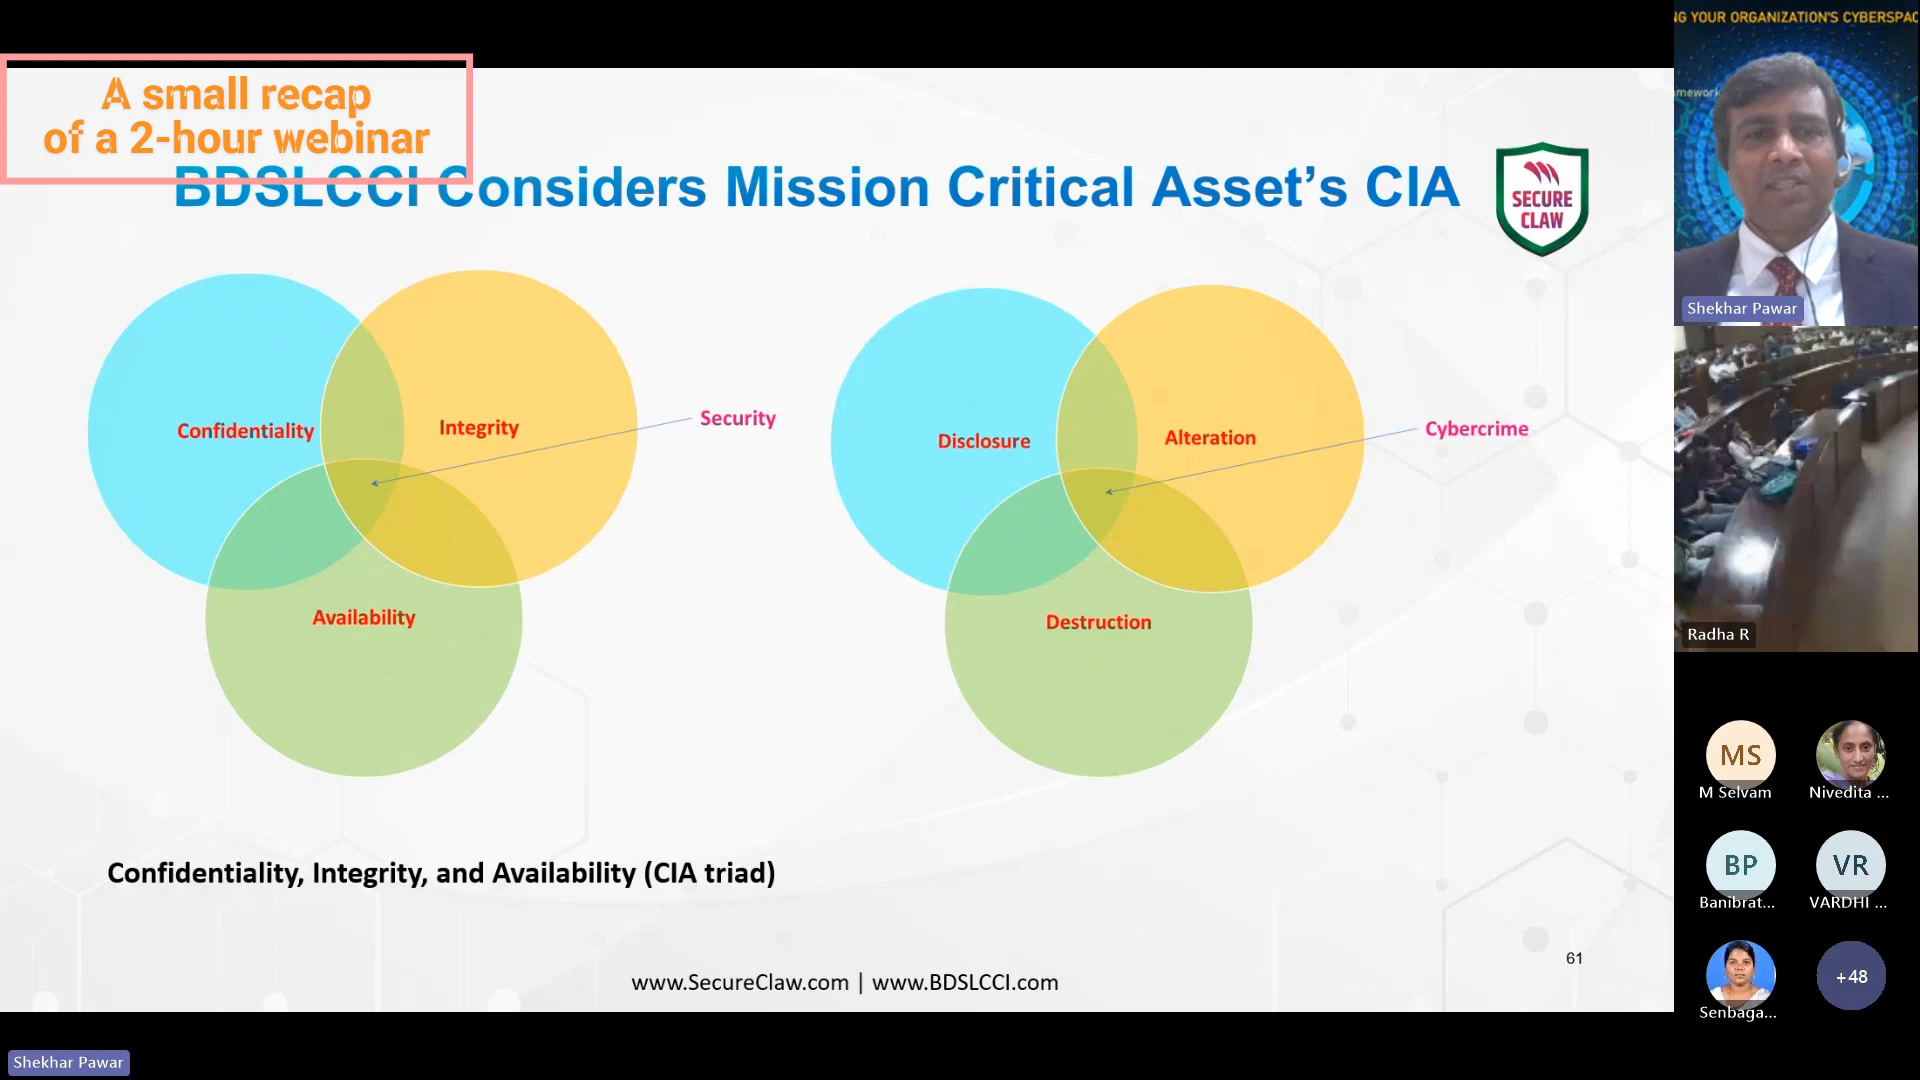 A small recap
of a 2-hour webinar
BDSLCCI Considers Mission Critical Asset’s CIA
SECURE
CLAW
Confidentiality
Integrity
Security
Availability
Disclosure
Alteration
Cybercrime
Destruction
Confidentiality, Integrity, and Availability (CIA triad)
61
www.SecureClaw.com | www.BDSLCCI.com
Shekhar Pawar
NG YOUR ORGANIZATION'S CYBERSPAC
mework
Shekhar Pawar
Radha R
MS
M Selvam
Nivedita ...
BP
Banibrat...
VR
VARDHI ...
Senbaga...
+48